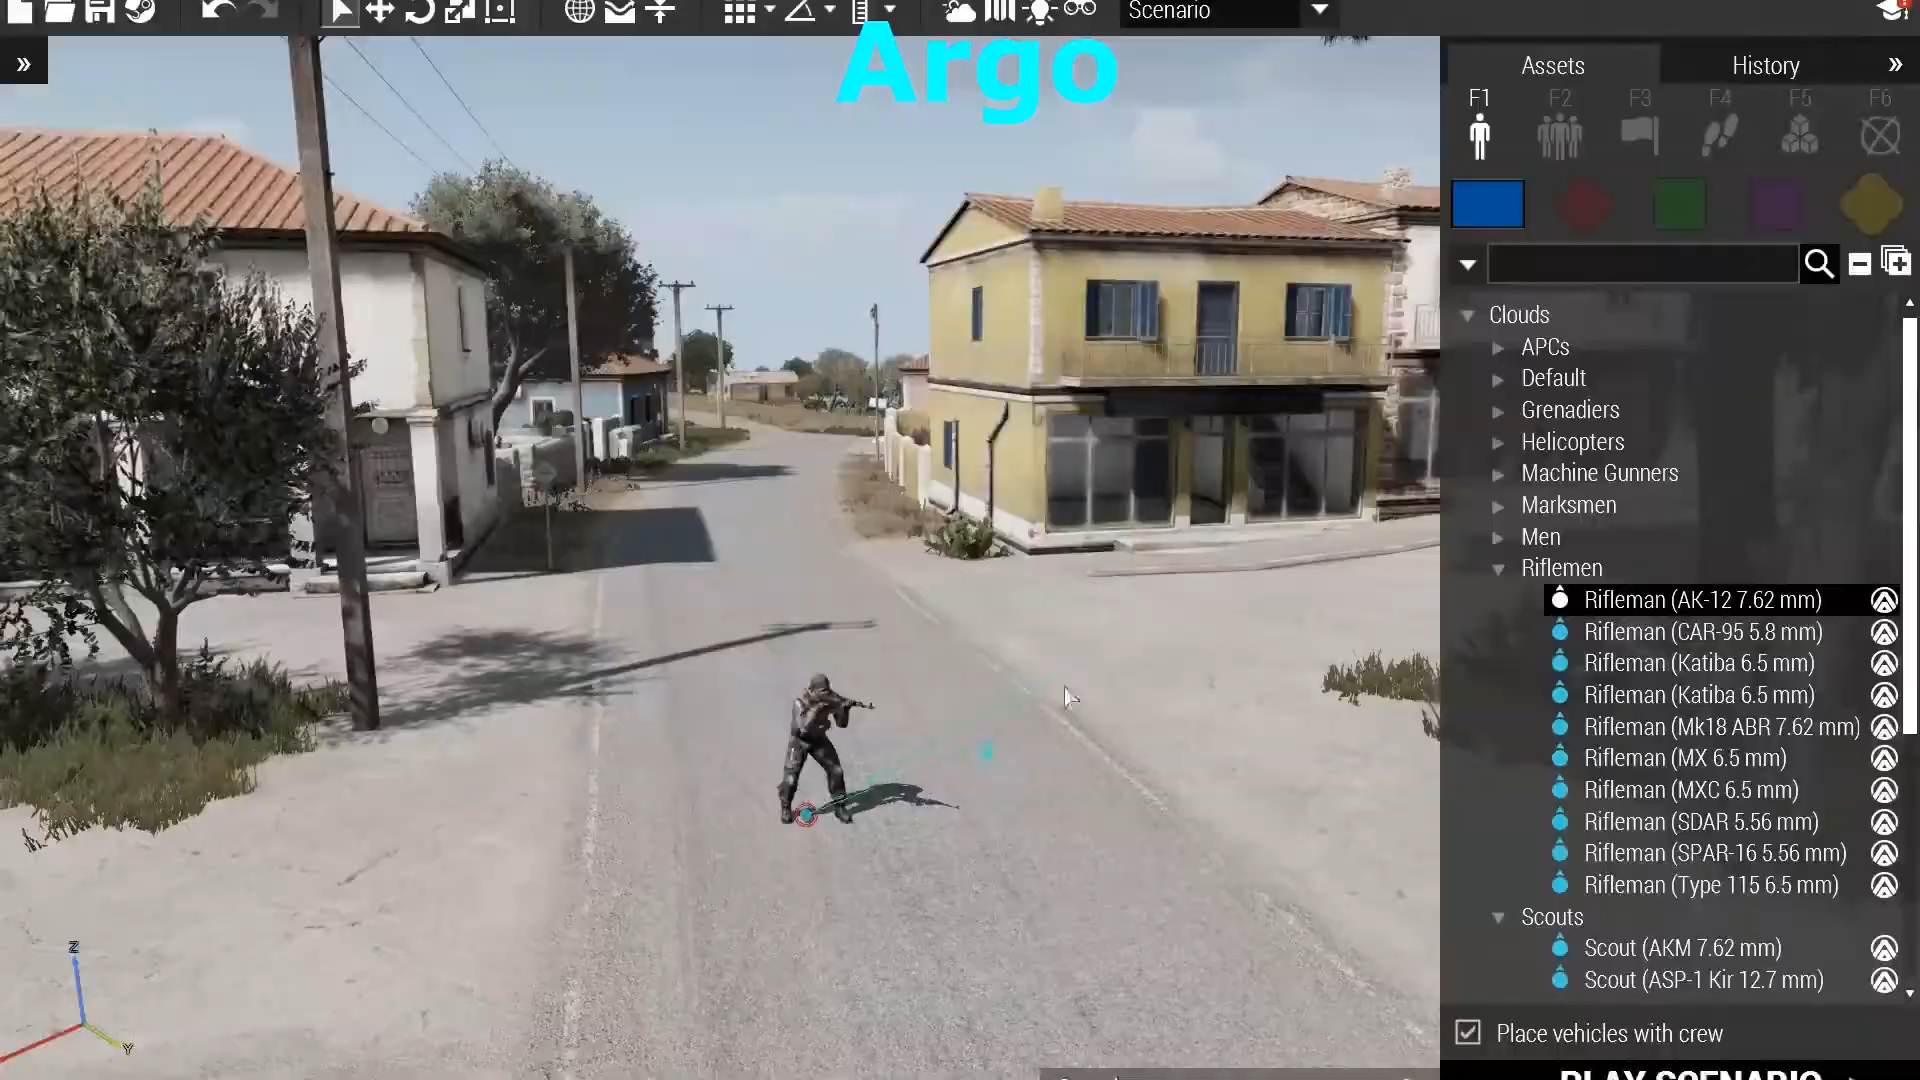 Scenario
Argo
»
Assets
History
»
F1
F2
F3
F4
F5
F6
Clouds
APCs
Default
Grenadiers
Helicopters
Machine Gunners
Marksmen
Men
Riflemen
Rifleman (AK-12 7.62 mm)
Rifleman (CAR-95 5.8 mm)
Rifleman (Katiba 6.5 mm)
Rifleman (Katiba 6.5 mm)
Rifleman (Mk18 ABR 7.62 mm)
Rifleman (MX 6.5 mm)
Rifleman (MXC 6.5 mm)
Rifleman (SDAR 5.56 mm)
Rifleman (SPAR-16 5.56 mm)
Rifleman (Type 115 6.5 mm)
Scouts
Scout (AKM 7.62 mm)
Scout (ASP-1 Kir 12.7 mm)
Z
Y
Place vehicles with crew
PLAY SCENARIO